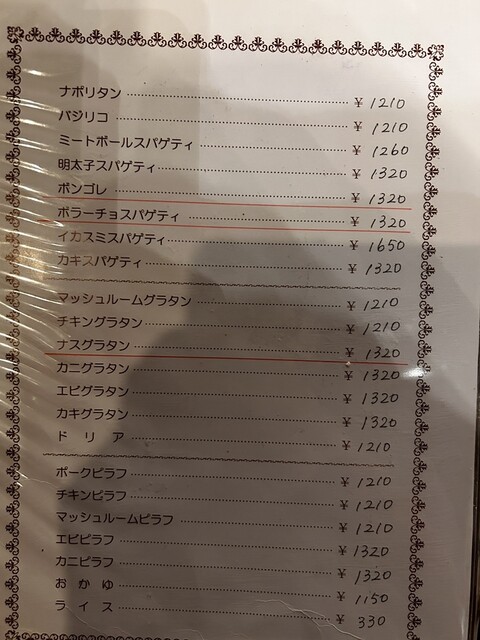 ナポリタン ¥1210
バジリコ ¥1210
ミートボールスパゲティ ¥1260
明太子スパゲティ ¥1320
ボンゴレ ¥1320
ボラーチョスパゲティ ¥1320
イカスミスパゲティ ¥1650
カキスパゲティ ¥1320
マッシュルームグラタン ¥1210
チキングラタン ¥1210
ナスグラタン ¥1320
カニグラタン ¥1320
エビグラタン ¥1320
カキグラタン ¥1320
ドリア ¥1210
ポークピラフ ¥1210
チキンピラフ ¥1210
マッシュルームピラフ ¥1210
エビピラフ ¥1320
カニピラフ ¥1320
おかゆ ¥1150
ライス ¥330